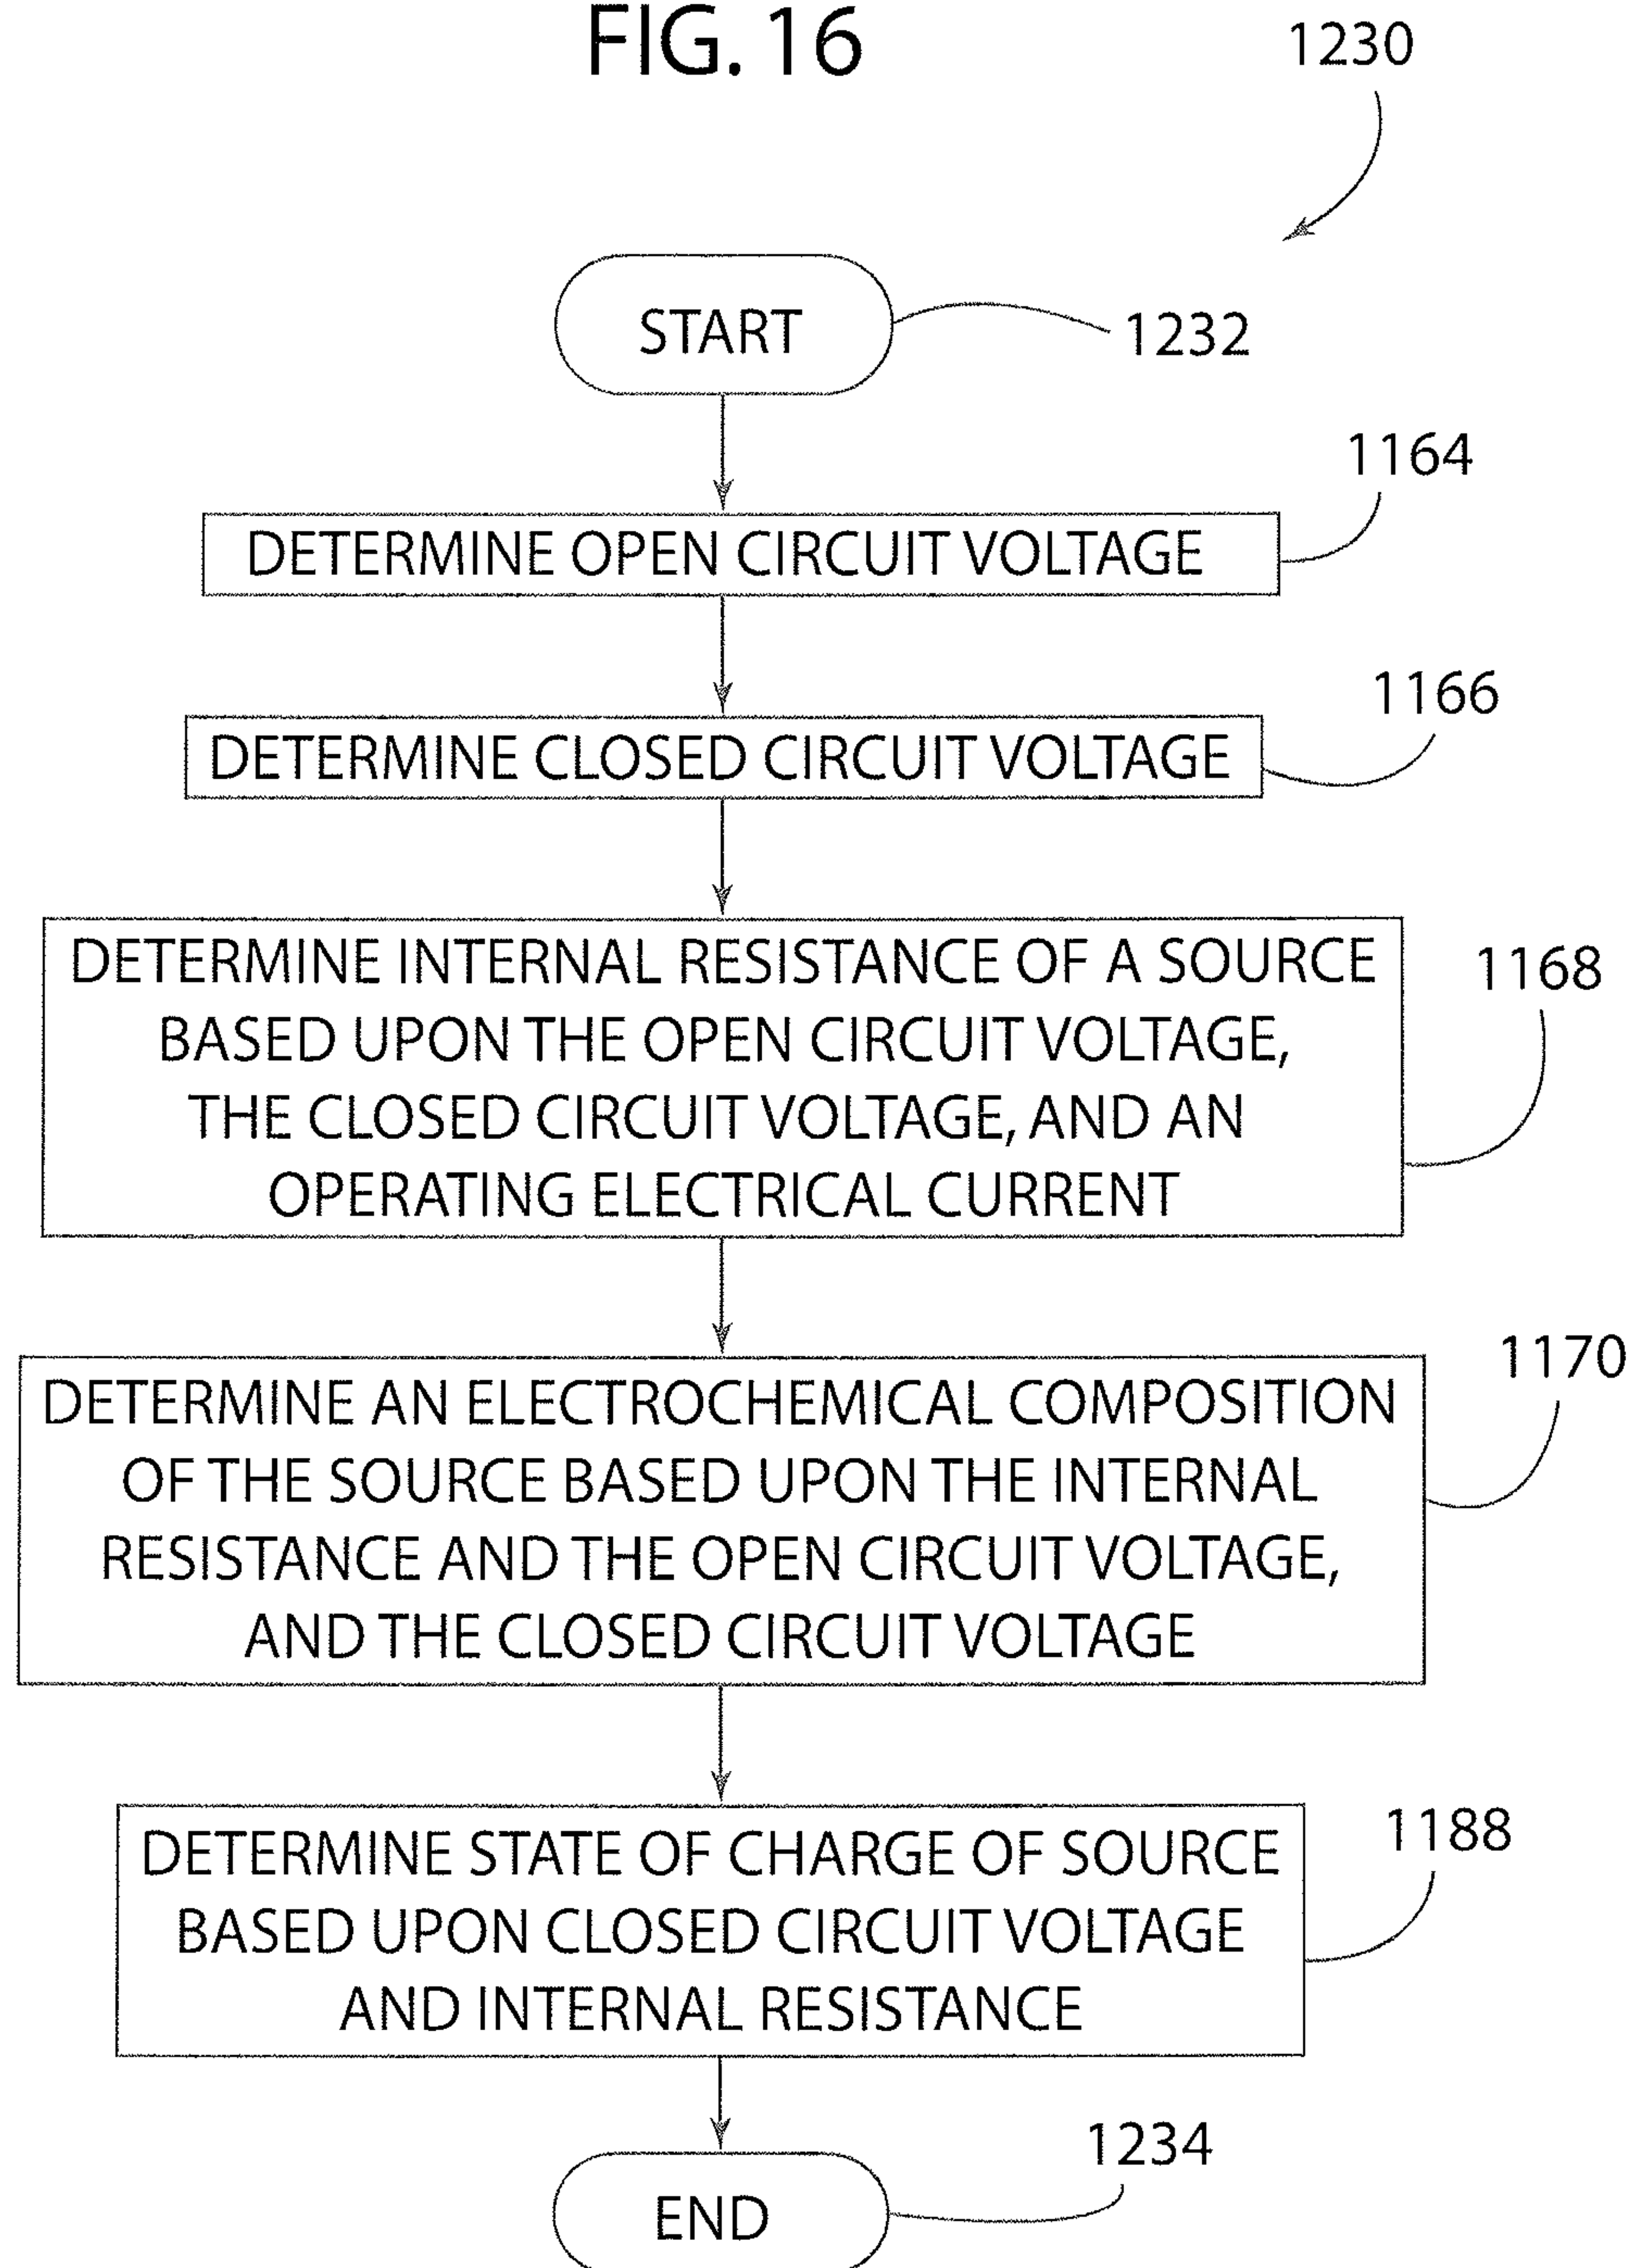 FIG. 16
1230
START
1232
1164
DETERMINE OPEN CIRCUIT VOLTAGE
1166
DETERMINE CLOSED CIRCUIT VOLTAGE
DETERMINE INTERNAL RESISTANCE OF A SOURCE
BASED UPON THE OPEN CIRCUIT VOLTAGE,
THE CLOSED CIRCUIT VOLTAGE, AND AN
OPERATING ELECTRICAL CURRENT
1168
1170
DETERMINE AN ELECTROCHEMICAL COMPOSITION
OF THE SOURCE BASED UPON THE INTERNAL
RESISTANCE AND THE OPEN CIRCUIT VOLTAGE,
AND THE CLOSED CIRCUIT VOLTAGE
1188
DETERMINE STATE OF CHARGE OF SOURCE
BASED UPON CLOSED CIRCUIT VOLTAGE
AND INTERNAL RESISTANCE
1234
END